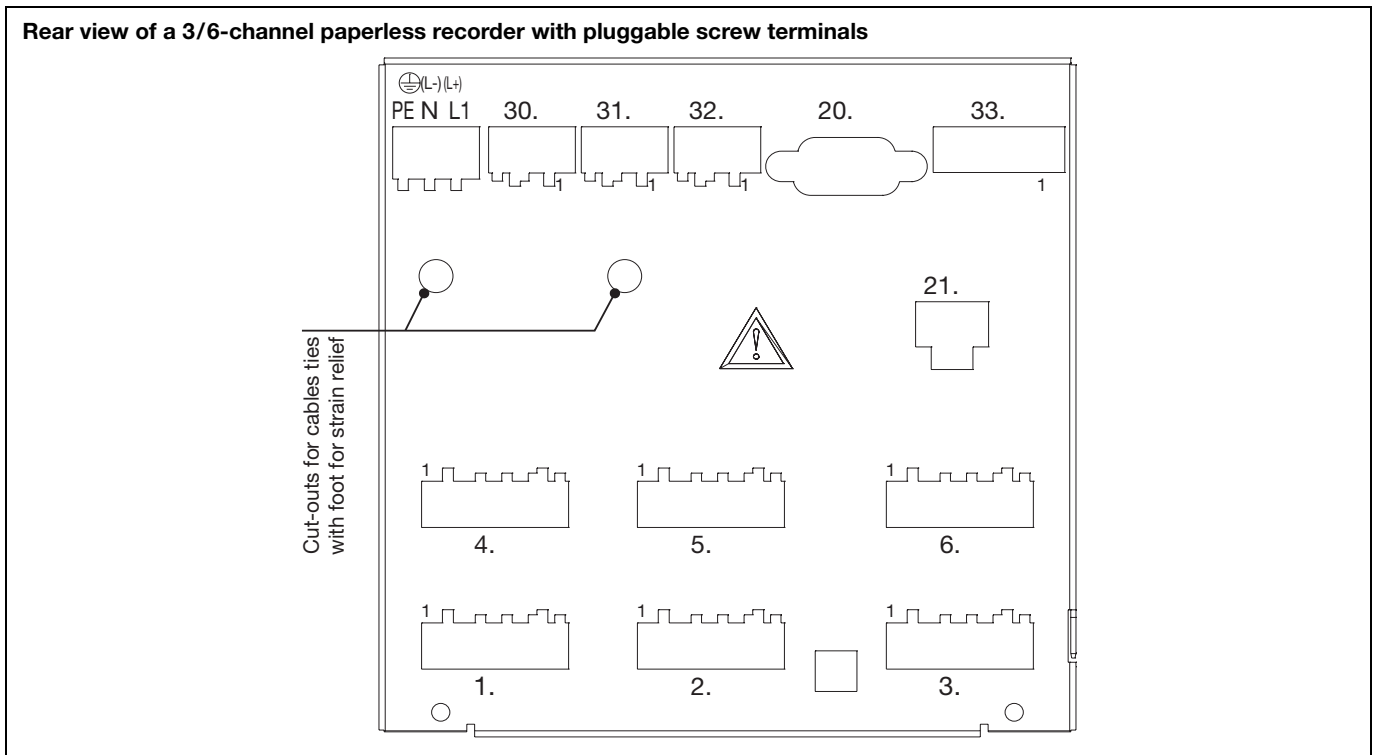 Rear view of a 3/6-channel paperless recorder with pluggable screw terminals
(L-) (L+)
PE N L1 30. 31. 32. 20. 33.
1 1 1 1
21.
Cut-outs for cables ties
with foot for strain relief
1 1 1
4. 5. 6.
1 1 1
1. 2. 3.